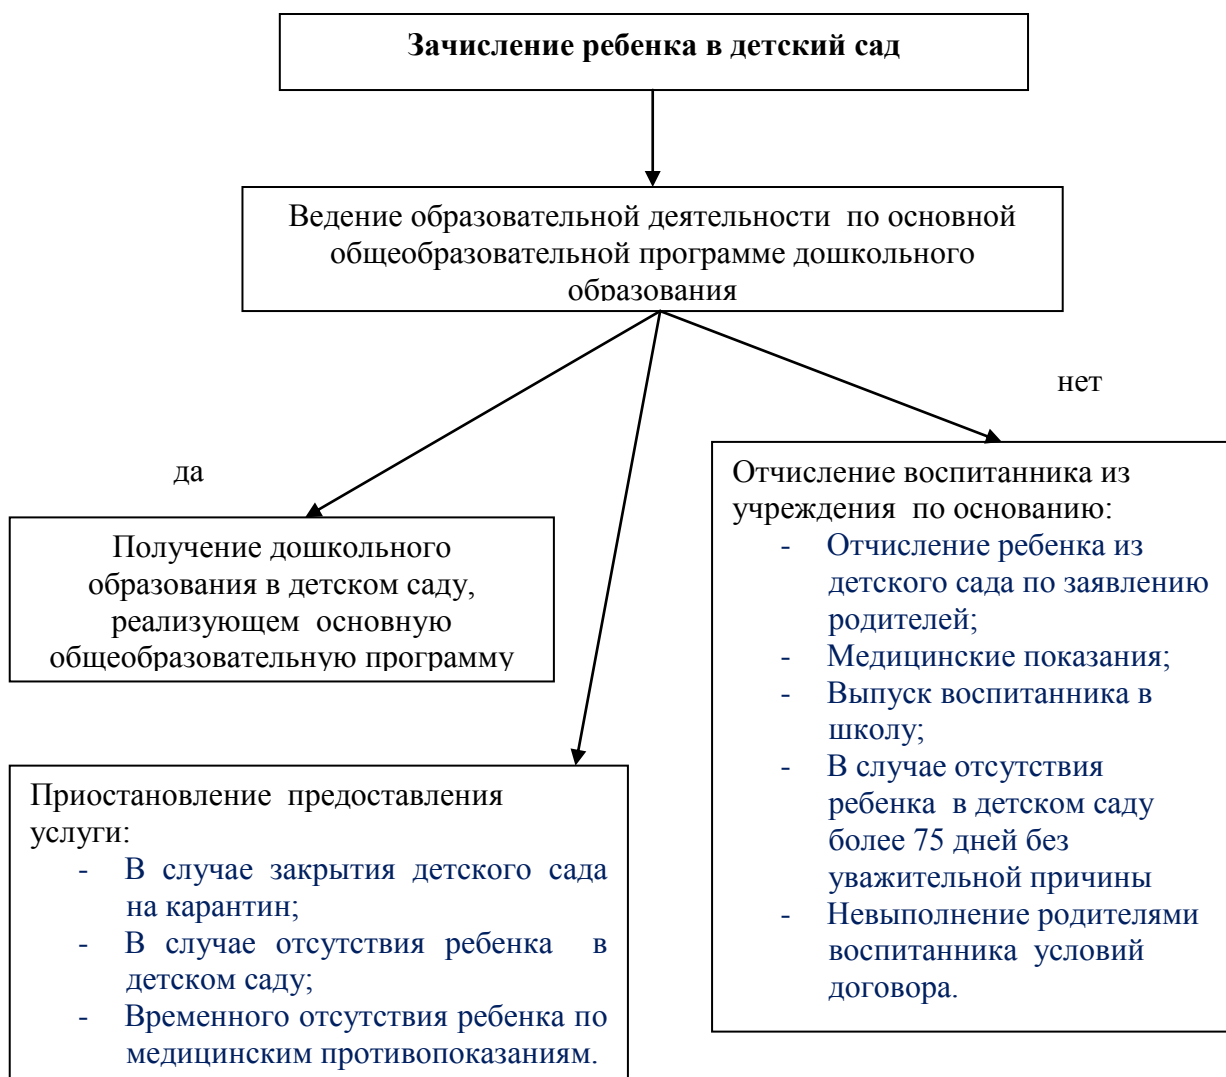 Зачисление ребенка в детский сад
Ведение образовательной деятельности по основной
общеобразовательной программе дошкольного
образования
нет
да
Получение дошкольного
образования в детском саду,
реализующем основную
общеобразовательную программу
Отчисление воспитанника из
учреждения по основанию:
- Отчисление ребенка из
детского сада по заявлению
родителей;
- Медицинские показания;
- Выпуск воспитанника в
школу;
- В случае отсутствия
ребенка в детском саду
более 75 дней без
уважительной причины
- Невыполнение родителями
воспитанника условий
договора.
Приостановление предоставления
услуги:
- В случае закрытия детского сада
на карантин;
- В случае отсутствия ребенка в
детском саду;
- Временного отсутствия ребенка по
медицинским противопоказаниям.